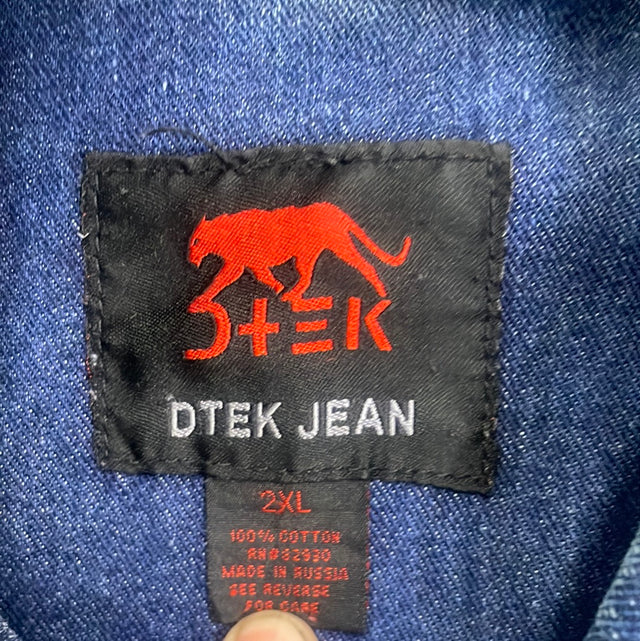 DTEK
DTEK JEAN
2XL
100% COTTON
RN#82930
MADE IN RUSSIA
SEE REVERSE
FOR CARE